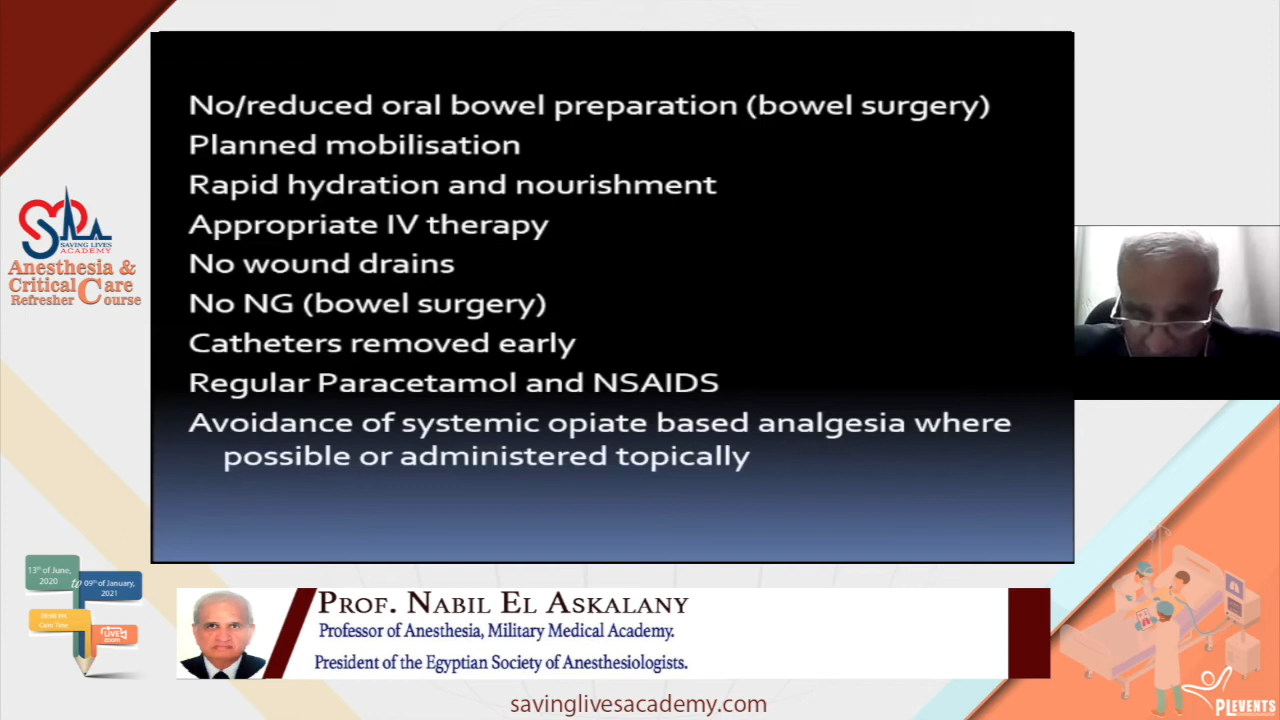 No/reduced oral bowel preparation (bowel surgery)
Planned mobilisation
Rapid hydration and nourishment
Appropriate IV therapy
No wound drains
No NG (bowel surgery)
Catheters removed early
Regular Paracetamol and NSAIDS
Avoidance of systemic opiate based analgesia where
possible or administered topically
SAVING LIVES
ACADEMY
Anesthesia &
Critical Care
Refresher Course
13th of June,
2020
to
09th of January,
2021
LIVE
zoom
PROF. NABIL EL ASKALANY
Professor of Anesthesia, Military Medical Academy.
President of the Egyptian Society of Anesthesiologists.
savinglivesacademy.com
PLEVENTS